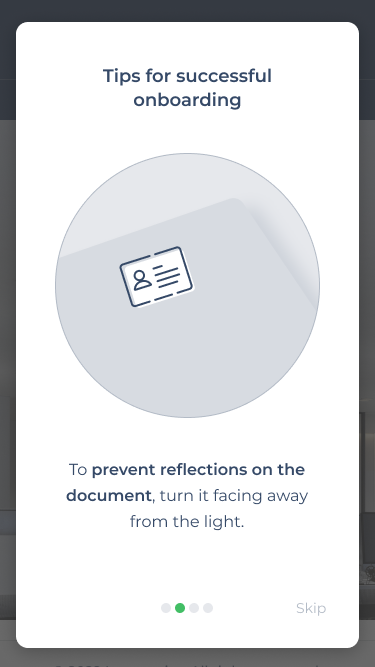 Tips for successful
onboarding
To prevent reflections on the
document, turn it facing away
from the light.
Skip